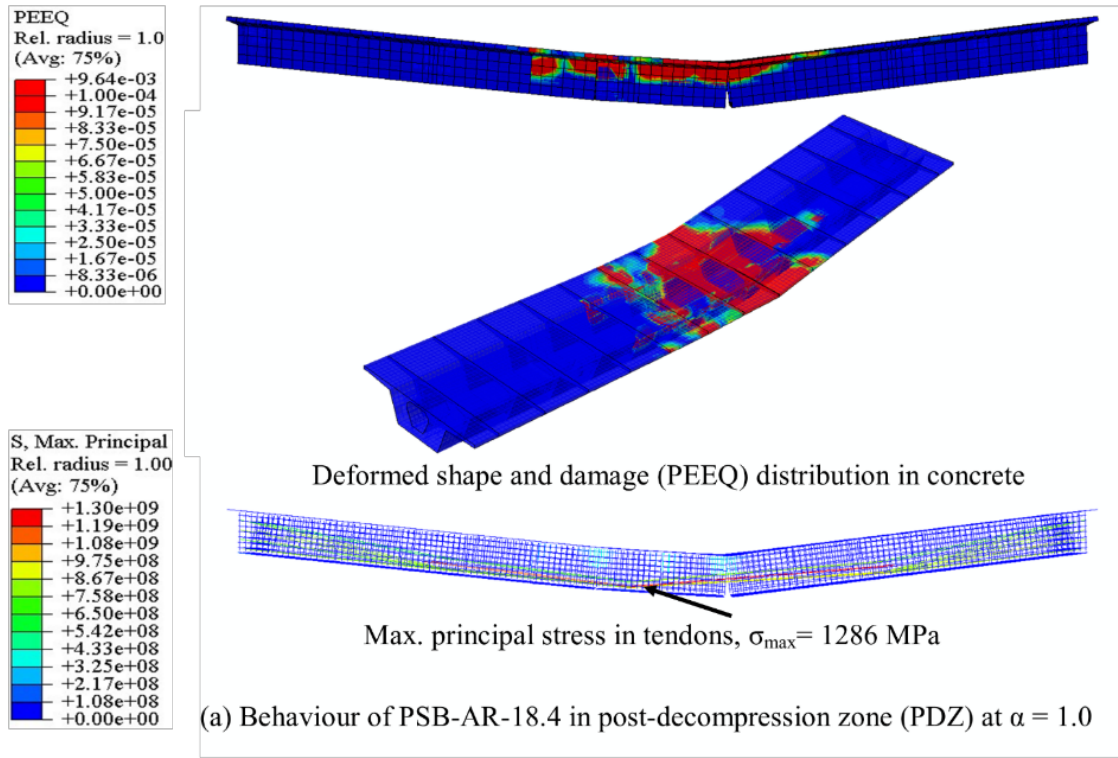 PEEQ
Rel. radius = 1.0
(Avg: 75%)
+9.64e-03
+1.00e-04
+9.17e-05
+8.33e-05
+7.50e-05
+6.67e-05
+5.83e-05
+5.00e-05
+4.17e-05
+3.33e-05
+2.50e-05
+1.67e-05
+8.33e-06
+0.00e+00
Deformed shape and damage (PEEQ) distribution in concrete
S, Max. Principal
Rel. radius = 1.00
(Avg: 75%)
+1.30e+09
+1.19e+09
+1.08e+09
+9.75e+08
+8.67e+08
+7.58e+08
+6.50e+08
+5.42e+08
+4.33e+08
+3.25e+08
+2.17e+08
+1.08e+08
+0.00e+00
Max. principal stress in tendons, σmax= 1286 MPa
(a) Behaviour of PSB-AR-18.4 in post-decompression zone (PDZ) at α = 1.0